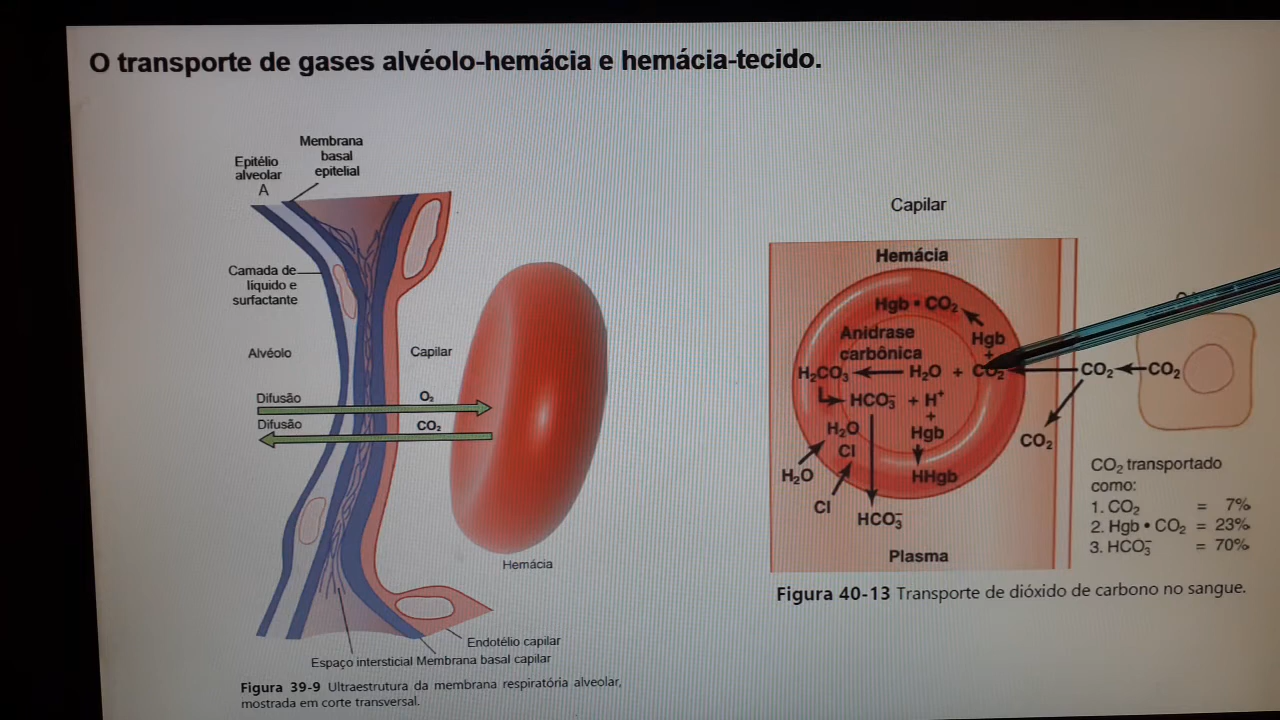 O transporte de gases alvéolo-hemácia e hemácia-tecido.
Membrana
basal
epitelial
Epitélio
alveolar
A
Camada de
líquido e
surfactante
Alvéolo
Capilar
Difusão
O₂
Difusão
CO₂
Hemácia
Endotélio capilar
Espaço intersticial Membrana basal capilar
Figura 39-9 Ultraestrutura da membrana respiratória alveolar,
mostrada em corte transversal.
Capilar
Hemácia
Hgb • CO₂
Anidrase
carbônica
Hgb
+
H₂CO₃ H₂O + CO₂
CO₂ CO₂
HCO₃⁻ + H⁺
+
H₂O
Hgb
CO₂
Cl
H₂O
HHgb
Cl
HCO₃⁻
Plasma
CO₂ transportado
como:
1. CO₂ = 7%
2. Hgb • CO₂ = 23%
3. HCO₃⁻ = 70%
Figura 40-13 Transporte de dióxido de carbono no sangue.